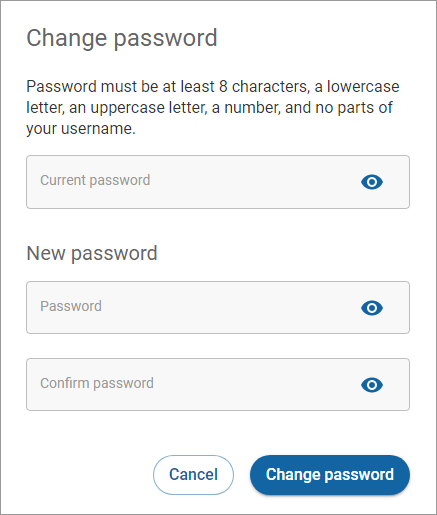 Change password
Password must be at least 8 characters, a lowercase
letter, an uppercase letter, a number, and no parts of
your username.
Current password
New password
Password
Confirm password
Cancel
Change password